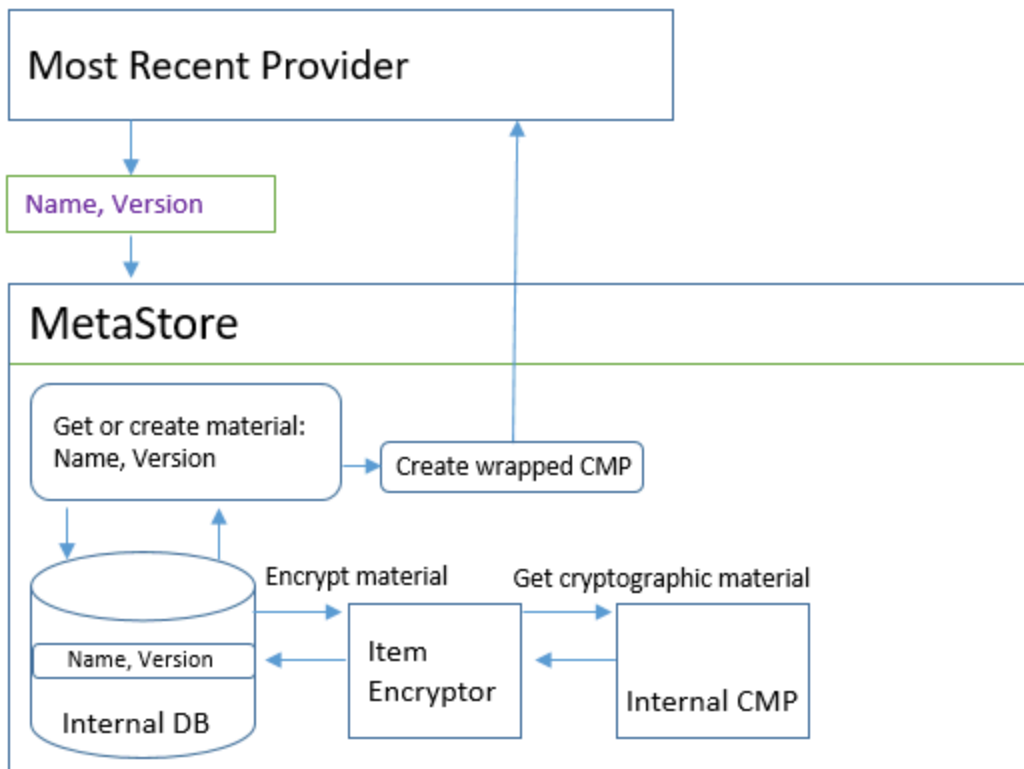 Most Recent Provider
Name, Version
MetaStore
Get or create material:
Name, Version
Create wrapped CMP
Encrypt material
Get cryptographic material
Item
Encryptor
Name, Version
Internal CMP
Internal DB